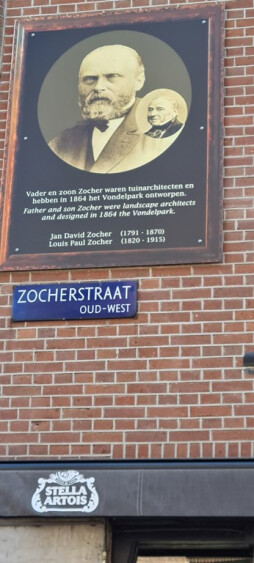 Vader en zoon Zocher waren tuinarchitecten en
hebben in 1864 het Vondelpark ontworpen.
Father and son Zocher were landscape architects
and designed in 1864 the Vondelpark.
Jan David Zocher (1791 - 1870)
Louis Paul Zocher (1820 - 1915)
ZOCHERSTRAAT
OUD-WEST
STELLA
ARTOIS